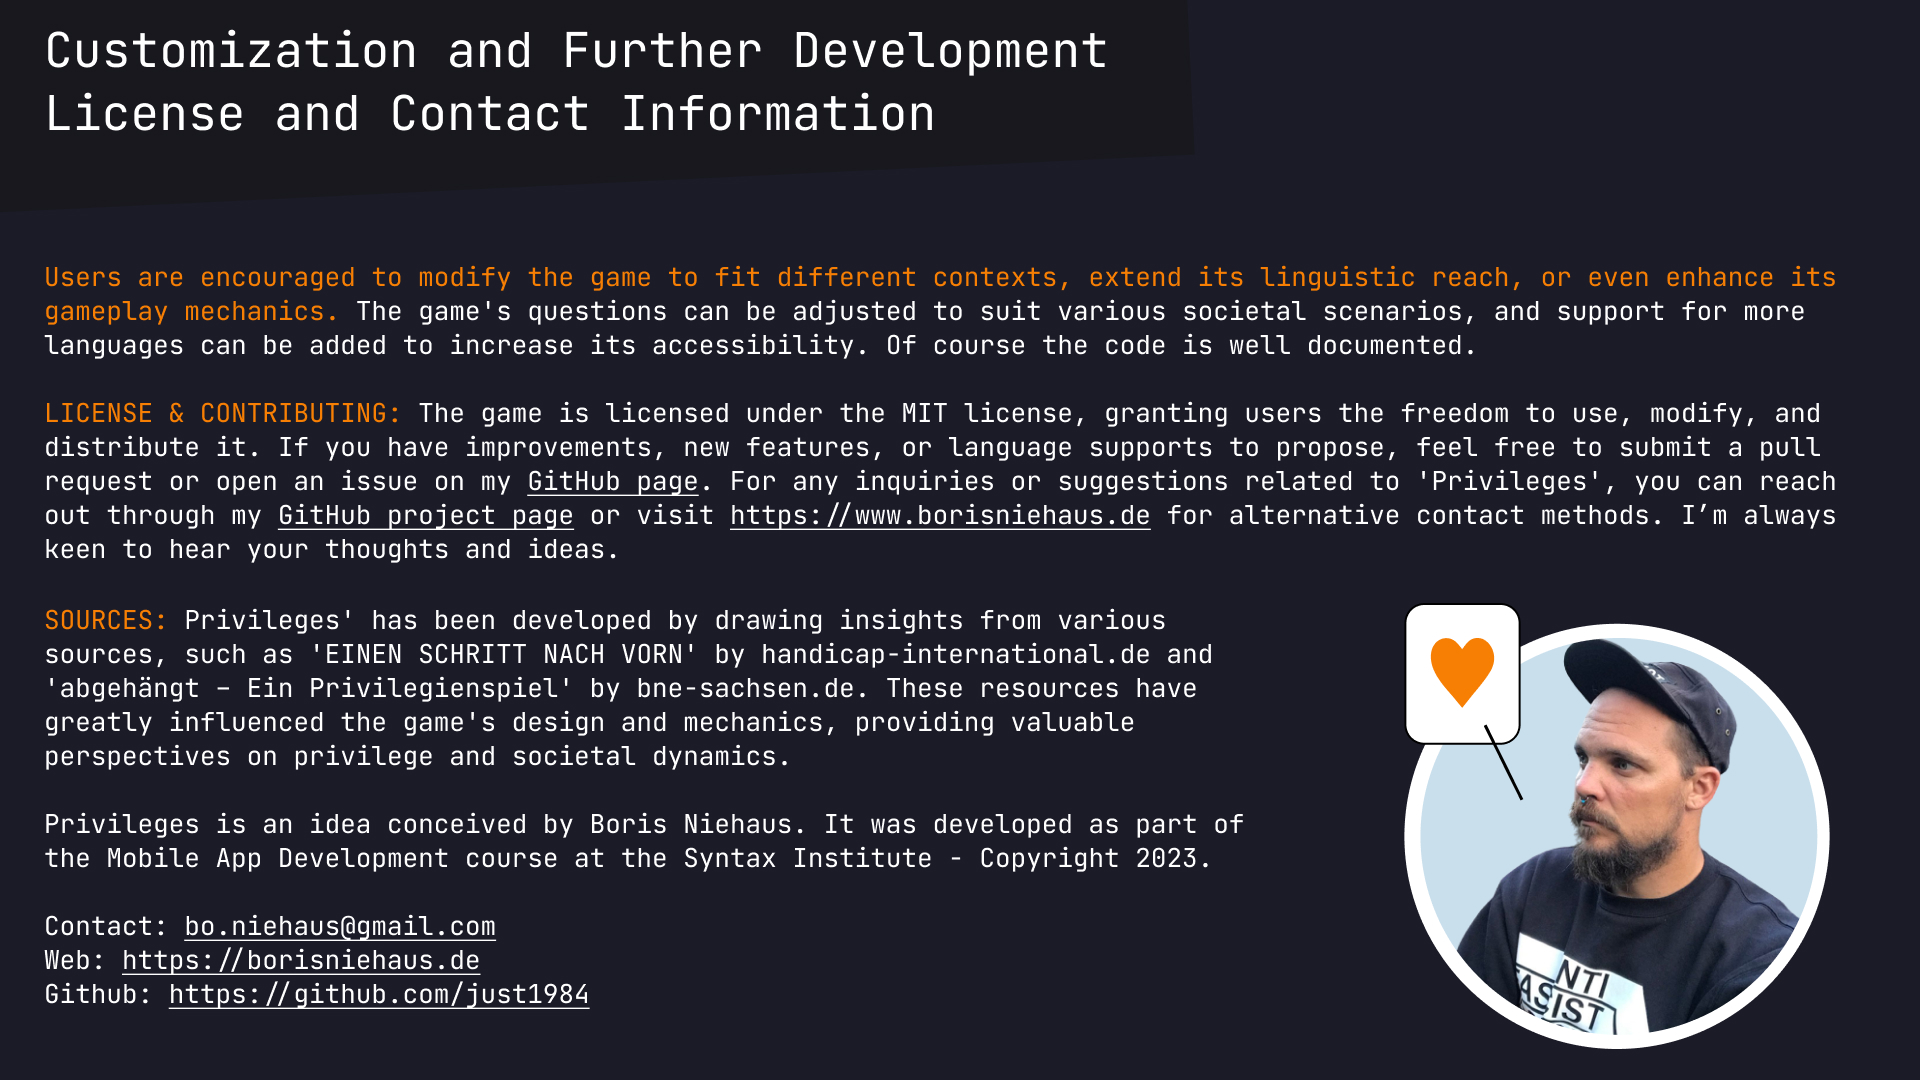 Customization and Further Development
License and Contact Information
Users are encouraged to modify the game to fit different contexts, extend its linguistic reach, or even enhance its
gameplay mechanics. The game's questions can be adjusted to suit various societal scenarios, and support for more
languages can be added to increase its accessibility. Of course the code is well documented.
LICENSE & CONTRIBUTING: The game is licensed under the MIT license, granting users the freedom to use, modify, and
distribute it. If you have improvements, new features, or language supports to propose, feel free to submit a pull
request or open an issue on my GitHub page. For any inquiries or suggestions related to 'Privileges', you can reach
out through my GitHub project page or visit https://www.borisniehaus.de for alternative contact methods. I’m always
keen to hear your thoughts and ideas.
SOURCES: Privileges' has been developed by drawing insights from various
sources, such as 'EINEN SCHRITT NACH VORN' by handicap-international.de and
'abgehängt – Ein Privilegienspiel' by bne-sachsen.de. These resources have
greatly influenced the game's design and mechanics, providing valuable
perspectives on privilege and societal dynamics.
Privileges is an idea conceived by Boris Niehaus. It was developed as part of
the Mobile App Development course at the Syntax Institute - Copyright 2023.
Contact: bo.niehaus@gmail.com
Web: https://borisniehaus.de
Github: https://github.com/just1984
NTI
ASIST